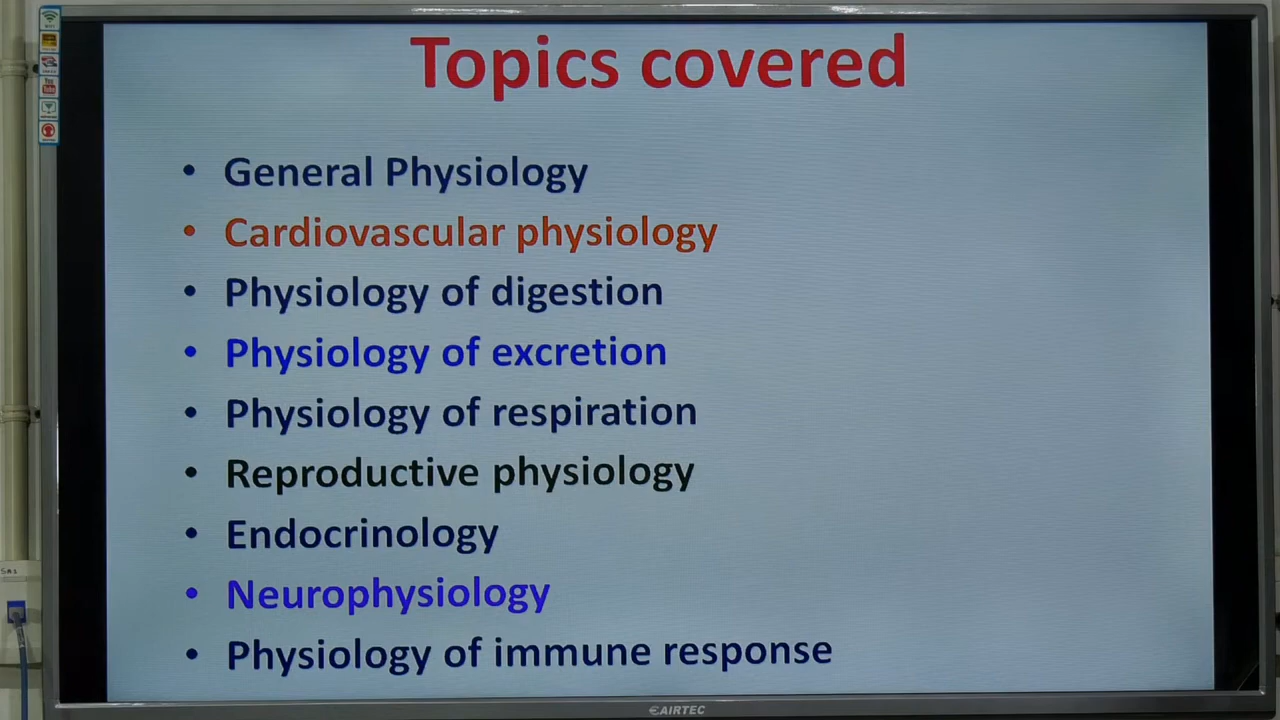 Topics covered
• General Physiology
• Cardiovascular physiology
• Physiology of digestion
• Physiology of excretion
• Physiology of respiration
• Reproductive physiology
• Endocrinology
• Neurophysiology
• Physiology of immune response
AIRTEC